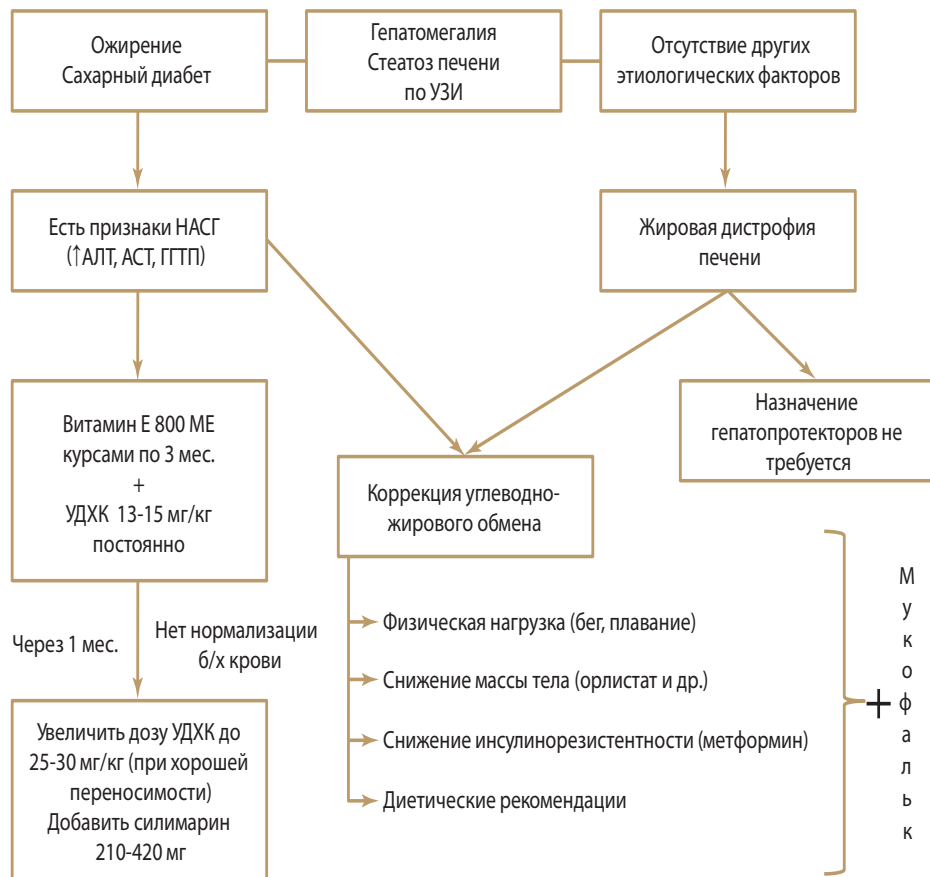 Ожирение
Сахарный диабет
Гепатомегалия
Стеатоз печени
по УЗИ
Отсутствие других
этиологических факторов
Есть признаки НАСГ
(↑АЛТ, АСТ, ГГТП)
Жировая дистрофия
печени
Витамин Е 800 МЕ
курсами по 3 мес.
+
УДХК 13-15 мг/кг
постоянно
Назначение
гепатопротекторов не
требуется
Коррекция углеводно-
жирового обмена
Через 1 мес.
Нет нормализации
б/х крови
Увеличить дозу УДХК до
25-30 мг/кг (при хорошей
переносимости)
Добавить силимарин
210-420 мг
Физическая нагрузка (бег, плавание)
Снижение массы тела (орлистат и др.)
Снижение инсулинорезистентности (метформин)
Диетические рекомендации
+
М
у
к
о
ф
а
л
ь
к